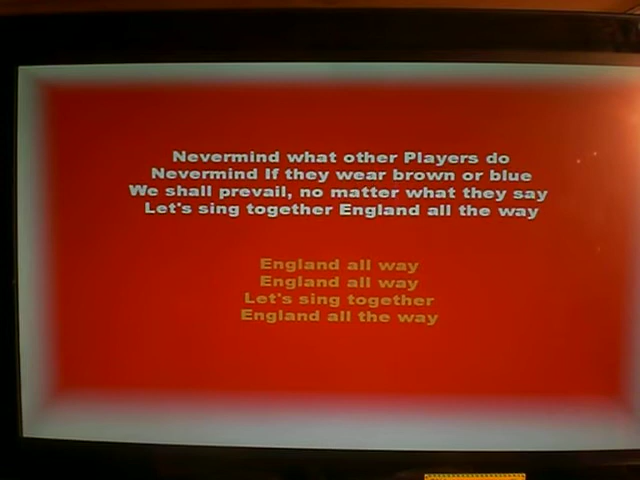 Nevermind what other Players do
Nevermind If they wear brown or blue
We shall prevail, no matter what they say
Let's sing together England all the way
England all way
England all way
Let's sing together
England all the way